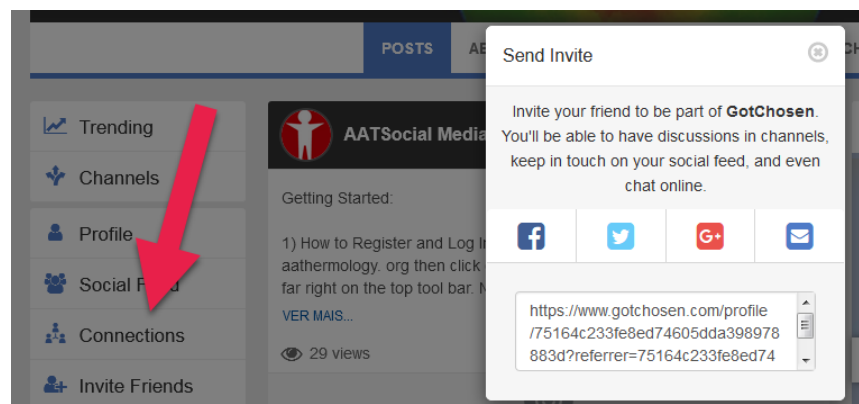 POSTS
Trending
Channels
Profile
Social
Connections
Invite Friends
AATSocial Media
Getting Started:
1) How to Register and Log
aathermology. org then click
far right on the top tool bar.
VER MAIS...
29 views
Send Invite
Invite your friend to be part of GotChosen.
You'll be able to have discussions in channels,
keep in touch on your social feed, and even
chat online.
https://www.gotchosen.com/profile
/75164c233fe8ed74605dda398978
883d?referrer=75164c233fe8ed74